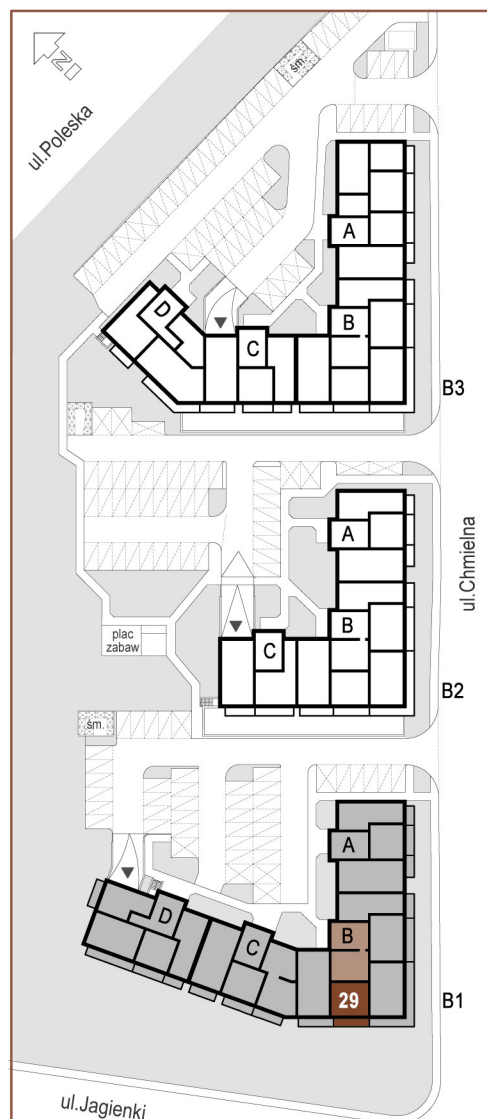 N
ul.Poleska
śm.
A
D
B
C
B3
ul.Chmielna
A
B
C
plac
zabaw
B2
śm.
A
D
B
C
29
B1
ul.Jagienki